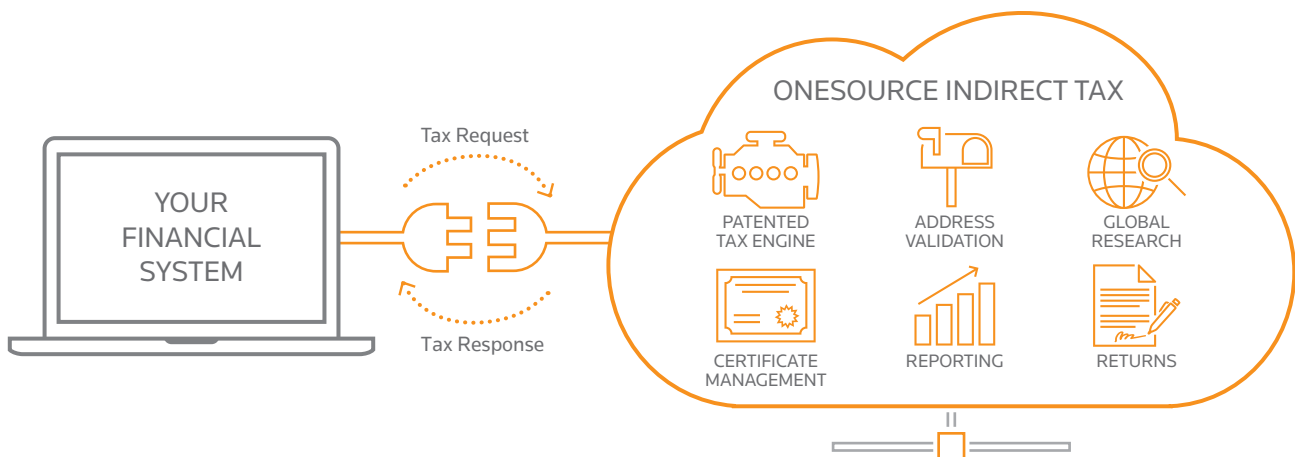 YOUR
FINANCIAL
SYSTEM
Tax Request
Tax Response
ONESOURCE INDIRECT TAX
PATENTED
TAX ENGINE
ADDRESS
VALIDATION
GLOBAL
RESEARCH
CERTIFICATE
MANAGEMENT
REPORTING
RETURNS